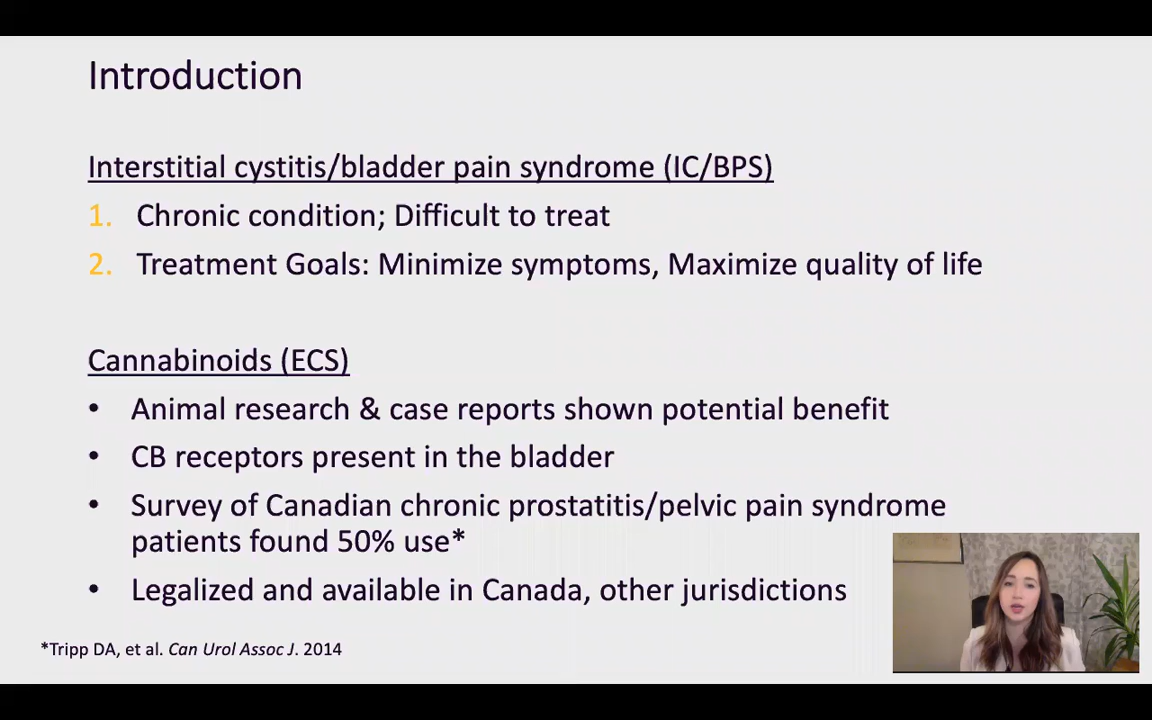 Introduction
Interstitial cystitis/bladder pain syndrome (IC/BPS)
1. Chronic condition; Difficult to treat
2. Treatment Goals: Minimize symptoms, Maximize quality of life
Cannabinoids (ECS)
• Animal research & case reports shown potential benefit
• CB receptors present in the bladder
• Survey of Canadian chronic prostatitis/pelvic pain syndrome
patients found 50% use*
• Legalized and available in Canada, other jurisdictions
*Tripp DA, et al. Can Urol Assoc J. 2014